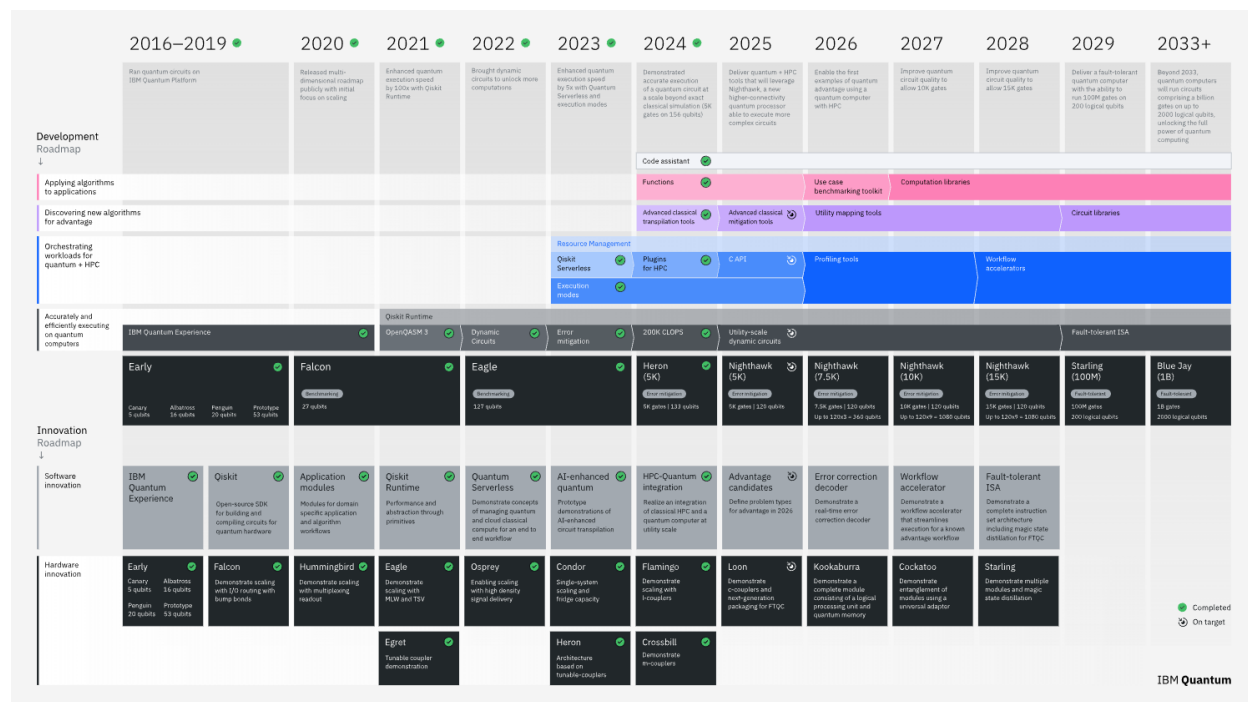 2016–2019
2020
2021
2022
2023
2024
2025
2026
2027
2028
2029
2033+
Run quantum circuits on
IBM Quantum Platform
Released multi-
dimensional roadmap
publicly with initial
focus on scaling
Enhanced quantum
execution speed
by 100x with Qiskit
Runtime
Brought dynamic
circuits to unlock more
computations
Enhanced quantum
execution speed
by 5x with Quantum
Serverless and
execution modes
Demonstrated
accurate execution
of a quantum circuit at
a scale beyond exact
classical simulation (5K
gates on 156 qubits)
Deliver quantum + HPC
tools that will leverage
Nighthawk, a new
higher-connectivity
quantum processor
able to execute more
complex circuits
Enable the first
examples of quantum
advantage using a
quantum computer
with HPC
Improve quantum
circuit quality to
allow 10K gates
Improve quantum
circuit quality to
allow 15K gates
Deliver a fault-tolerant
quantum computer
with the ability to
run 100M gates on
200 logical qubits
Beyond 2033,
quantum computers
will run circuits
comprising a billion
gates on up to
2000 logical qubits,
unlocking the full
power of quantum
computing
Development
Roadmap
↓
Code assistant
Applying algorithms
to applications
Functions
Use case
benchmarking toolkit
Computation libraries
Discovering new algorithms
for advantage
Advanced classical
transpilation tools
Advanced classical
mitigation tools
Utility mapping tools
Circuit libraries
Orchestrating
workloads for
quantum + HPC
Resource Management
Qiskit
Serverless
Plugins
for HPC
C API
Profiling tools
Workflow
accelerators
Execution
modes
Accurately and
efficiently executing
on quantum
computers
Qiskit Runtime
IBM Quantum Experience
OpenQASM 3
Dynamic
Circuits
Error
mitigation
200K CLOPS
Utility-scale
dynamic circuits
Fault-tolerant ISA
Early
Canary
5 qubits
Albatross
16 qubits
Penguin
20 qubits
Prototype
53 qubits
Falcon
Benchmarking
27 qubits
Eagle
Benchmarking
127 qubits
Heron
(5K)
Error mitigation
5K gates | 133 qubits
Nighthawk
(5K)
Error mitigation
5K gates | 120 qubits
Nighthawk
(7.5K)
Error mitigation
7.5K gates | 120 qubits
Up to 120x3 = 360 qubits
Nighthawk
(10K)
Error mitigation
10K gates | 120 qubits
Up to 120x9 = 1080 qubits
Nighthawk
(15K)
Error mitigation
15K gates | 120 qubits
Up to 120x9 = 1080 qubits
Starling
(100M)
Fault-tolerant
100M gates
200 logical qubits
Blue Jay
(1B)
Fault-tolerant
1B gates
2000 logical qubits
Innovation
Roadmap
↓
Software
innovation
IBM
Quantum
Experience
Qiskit
Open-source SDK
for building and
compiling circuits for
quantum hardware
Application
modules
Modules for domain
specific application
and algorithm
workflows
Qiskit
Runtime
Performance and
abstraction through
primitives
Quantum
Serverless
Demonstrate concepts
of managing quantum
and cloud classical
compute for an end to
end workflow
AI-enhanced
quantum
Prototype
demonstrations of
AI-enhanced
circuit transpilation
HPC-Quantum
integration
Realize an integration
of classical HPC and a
quantum computer at
utility scale
Advantage
candidates
Define problem types
for advantage in 2026
Error correction
decoder
Demonstrate a
real-time error
correction decoder
Workflow
accelerator
Demonstrate a
workflow accelerator
that streamlines
execution for a known
advantage workflow
Fault-tolerant
ISA
Demonstrate a
complete instruction
set architecture
including magic state
distillation for FTQC
Hardware
innovation
Early
Canary
5 qubits
Albatross
16 qubits
Penguin
20 qubits
Prototype
53 qubits
Falcon
Demonstrate scaling
with I/O routing with
bump bonds
Hummingbird
Demonstrate scaling
with multiplexing
readout
Eagle
Demonstrate
scaling with
MLW and TSV
Osprey
Enabling scaling
with high density
signal delivery
Condor
Single-system
scaling and
fridge capacity
Flamingo
Demonstrate
scaling with
l-couplers
Loon
Demonstrate
c-couplers and
next-generation
packaging for FTQC
Kookaburra
Demonstrate a
complete module
consisting of a logical
processing unit and
quantum memory
Cockatoo
Demonstrate
entanglement of
modules using a
universal adaptor
Starling
Demonstrate multiple
modules and magic
state distillation
Egret
Tunable coupler
demonstration
Heron
Architecture
based on
tunable-couplers
Crossbill
Demonstrate
m-couplers
Completed
On target
IBM Quantum